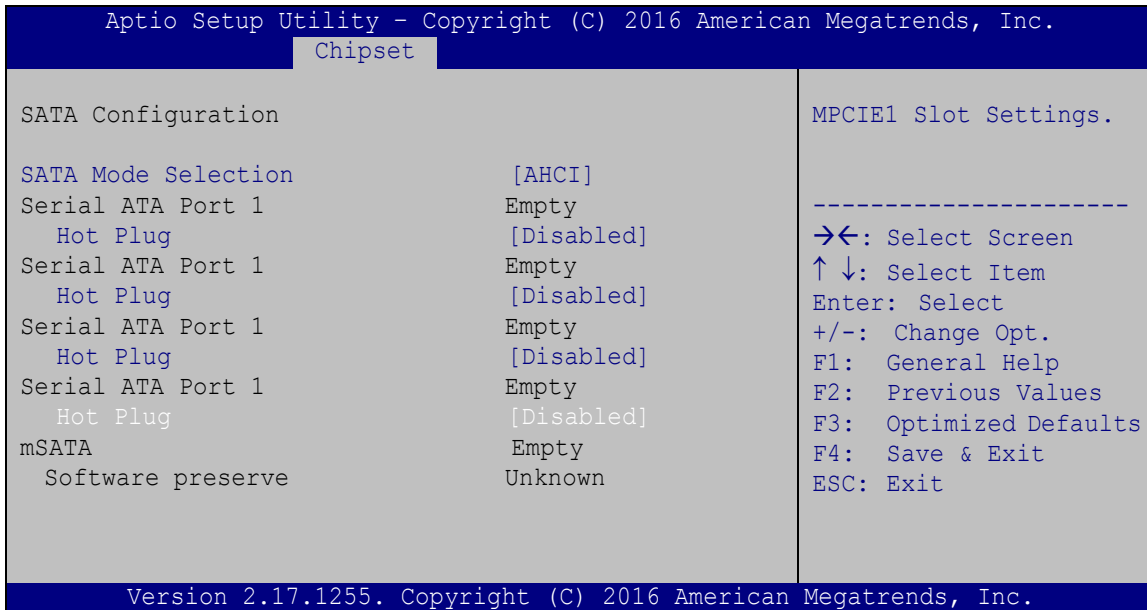 Aptio Setup Utility – Copyright (C) 2016 American Megatrends, Inc.
Chipset
SATA Configuration
SATA Mode Selection [AHCI]
Serial ATA Port 1 Empty
Hot Plug [Disabled]
Serial ATA Port 1 Empty
Hot Plug [Disabled]
Serial ATA Port 1 Empty
Hot Plug [Disabled]
Serial ATA Port 1 Empty
Hot Plug [Disabled]
mSATA Empty
Software preserve Unknown
MPCIE1 Slot Settings.
----------------------
→←: Select Screen
↑ ↓: Select Item
Enter: Select
+/-: Change Opt.
F1: General Help
F2: Previous Values
F3: Optimized Defaults
F4: Save & Exit
ESC: Exit
Version 2.17.1255. Copyright (C) 2016 American Megatrends, Inc.